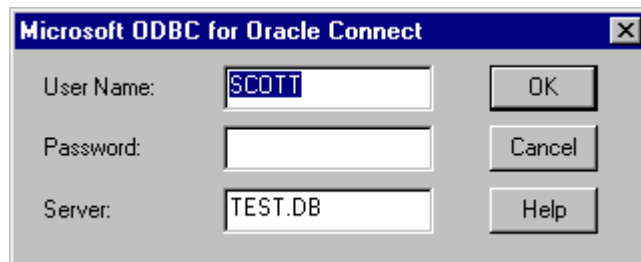 Microsoft ODBC for Oracle Connect
User Name: SCOTT OK
Password: Cancel
Server: TEST.DB Help